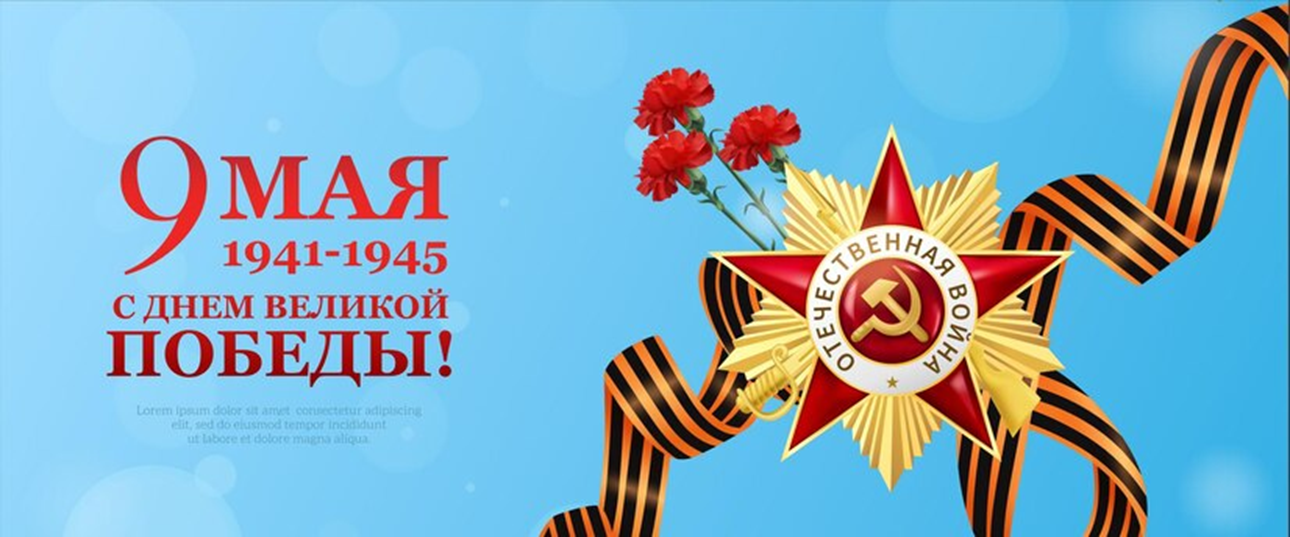 9 МАЯ
1941-1945
С ДНЕМ ВЕЛИКОЙ
ПОБЕДЫ!
Lorem ipsum dolor sit amet consectetur adipiscing
elit, sed do eiusmod tempor incididunt
ut labore et dolore magna aliqua.
ОТЕЧЕСТВЕННАЯ ВОЙНА